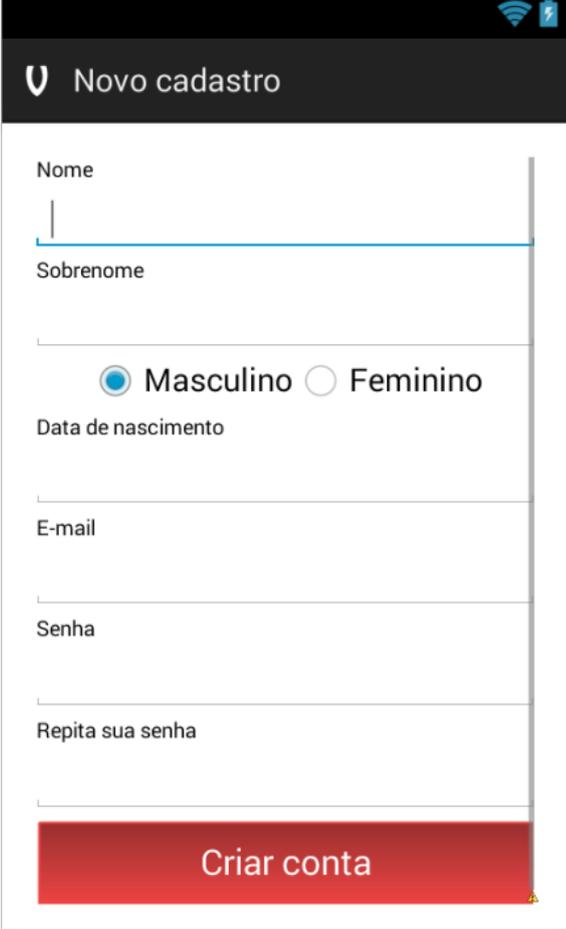 Novo cadastro
Nome
Sobrenome
Masculino Feminino
Data de nascimento
E-mail
Senha
Repita sua senha
Criar conta